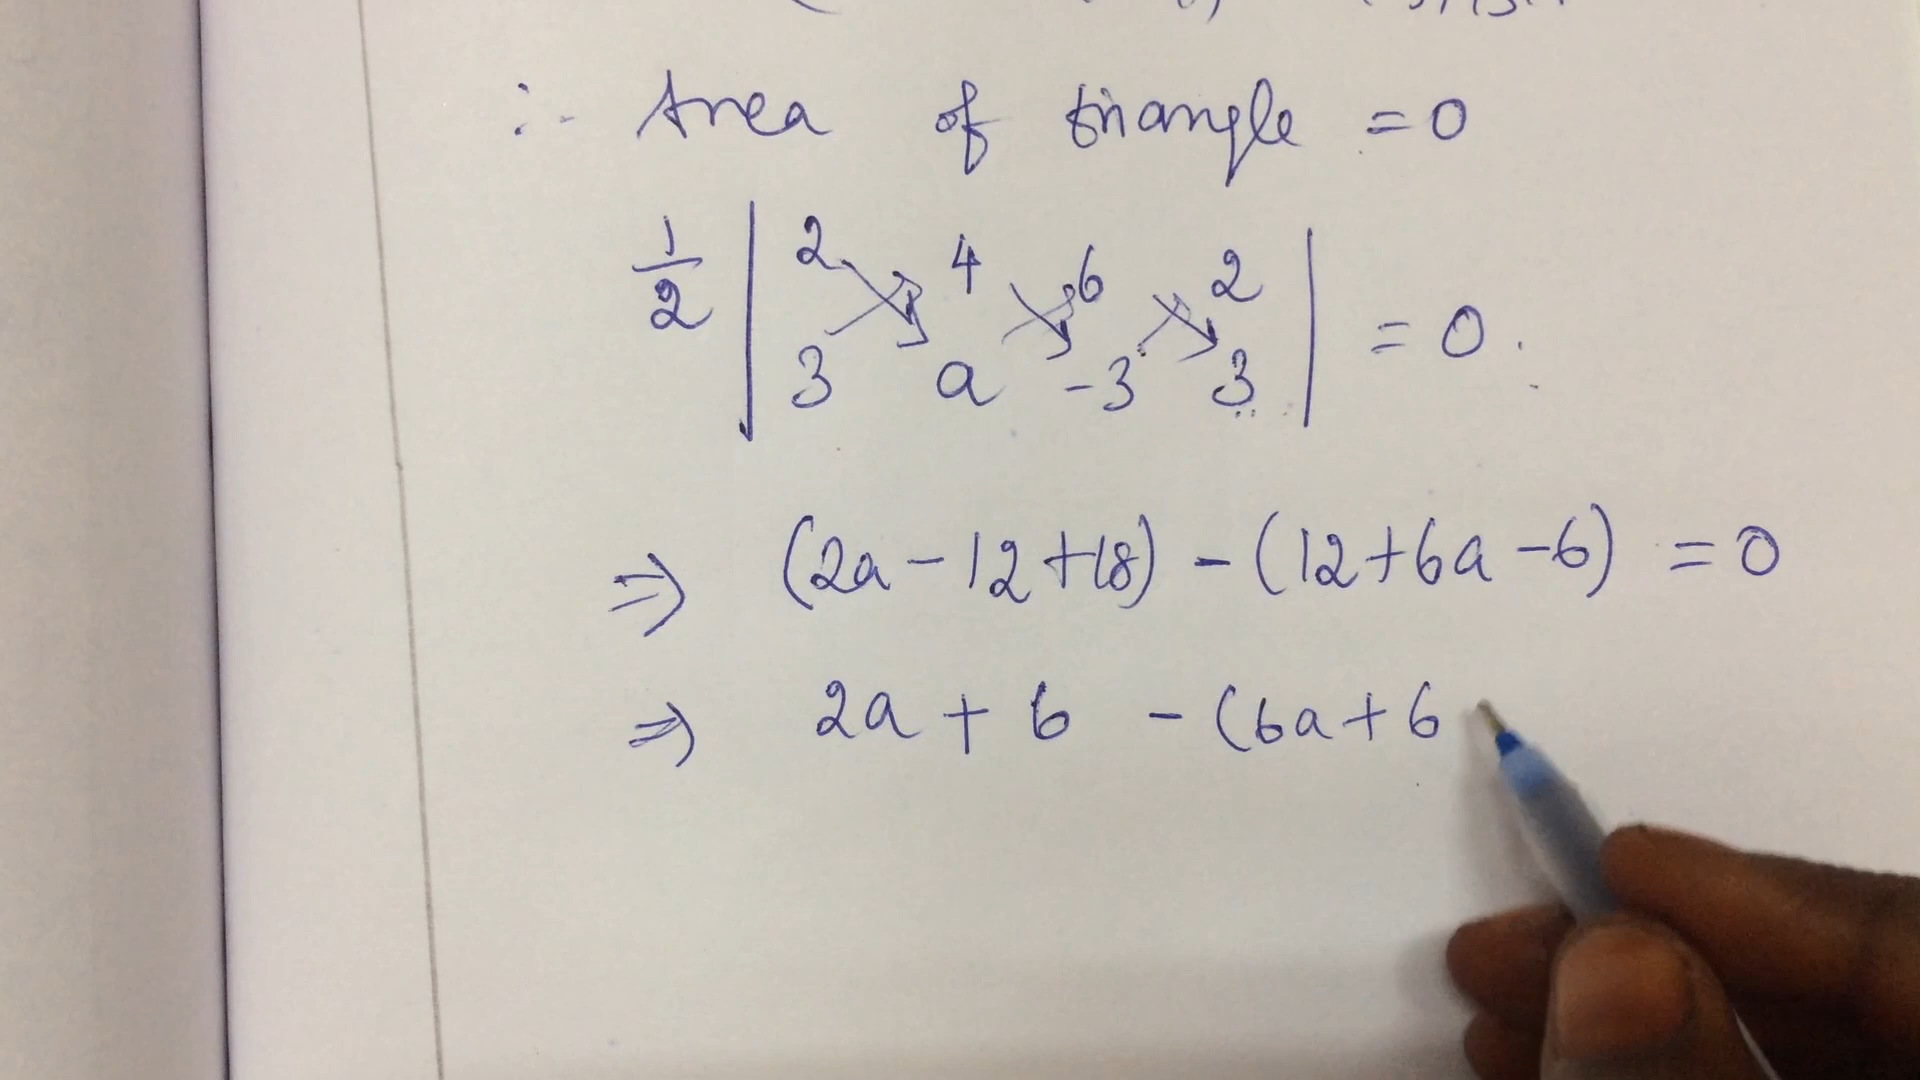 ∴ Area of triangle = 0
1/2 | 2 4 6 2 | = 0.
3 a -3 3
⇒ (2a - 12 + 18) - (12 + 6a - 6) = 0
⇒ 2a + 6 - (6a + 6